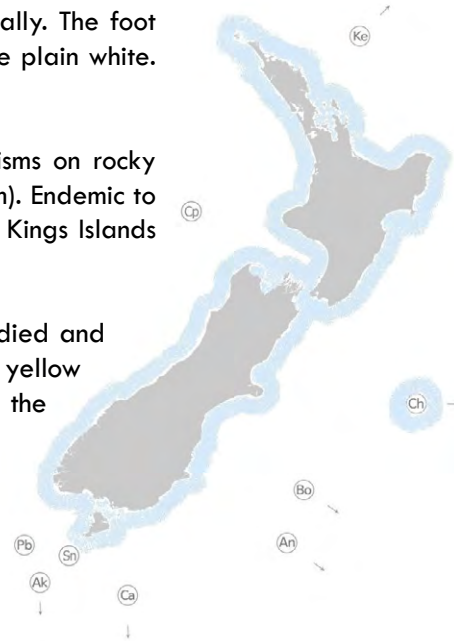 ally. The foot
e plain white.
isms on rocky
n). Endemic to
Kings Islands
died and
yellow
the
Ke
Cp
Ch
Bo
An
Pb
Sn
Ak
Ca